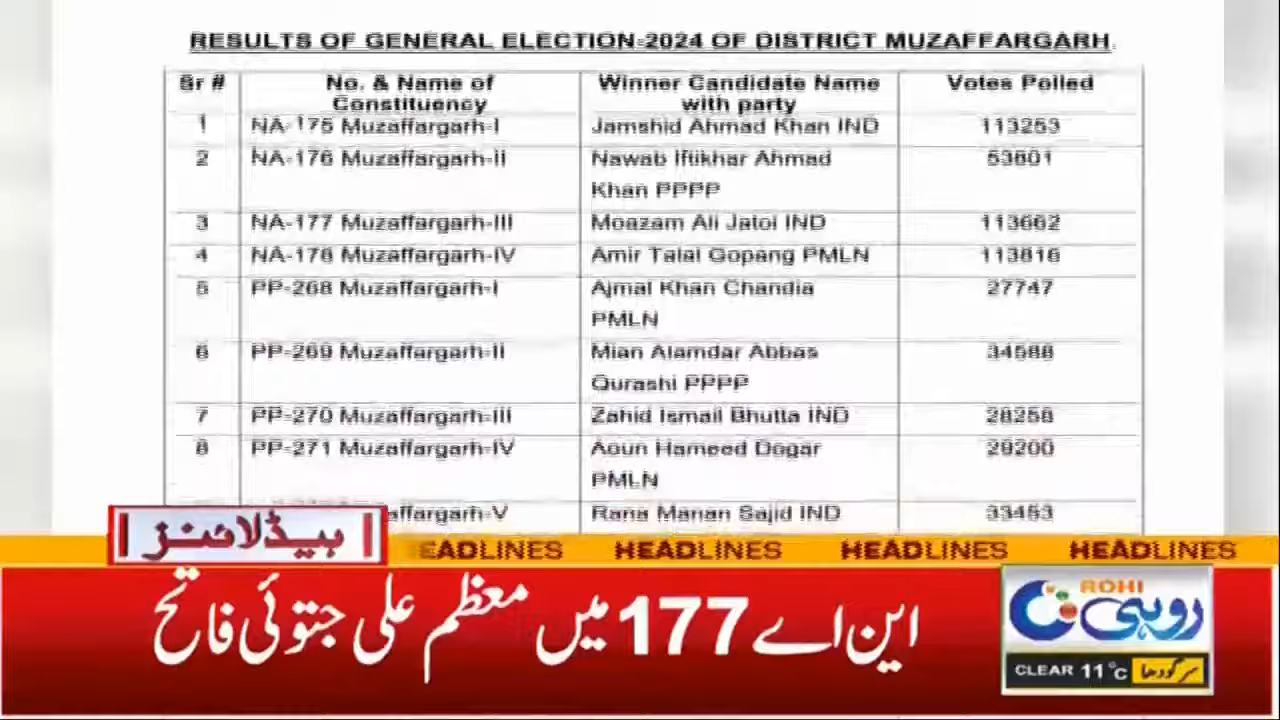 RESULTS OF GENERAL ELECTION-2024 OF DISTRICT MUZAFFARGARH
Sr # No. & Name of Constituency Winner Candidate Name with party Votes Polled
1 NA-175 Muzaffargarh-I Jamshid Ahmad Khan IND 113253
2 NA-176 Muzaffargarh-II Nawab Iftikhar Ahmad Khan PPPP 53801
3 NA-177 Muzaffargarh-III Moazam Ali Jatoi IND 113662
4 NA-178 Muzaffargarh-IV Amir Talal Gopang PMLN 113816
5 PP-268 Muzaffargarh-I Ajmal Khan Chandia PMLN 27747
6 PP-269 Muzaffargarh-II Mian Alamdar Abbas Qurashi PPPP 34588
7 PP-270 Muzaffargarh-III Zahid Ismail Bhutta IND 28258
8 PP-271 Muzaffargarh-IV Aoun Hameed Dogar PMLN 29200
ffargarh-V Rana Manan Sajid IND 33453
ہیڈلائنز
EADLINES HEADLINES HEADLINES HEADLINES
این اے 177 میں معظم علی جتوئی فاتح
ROHI
روہی
CLEAR 11°C سرگودھا